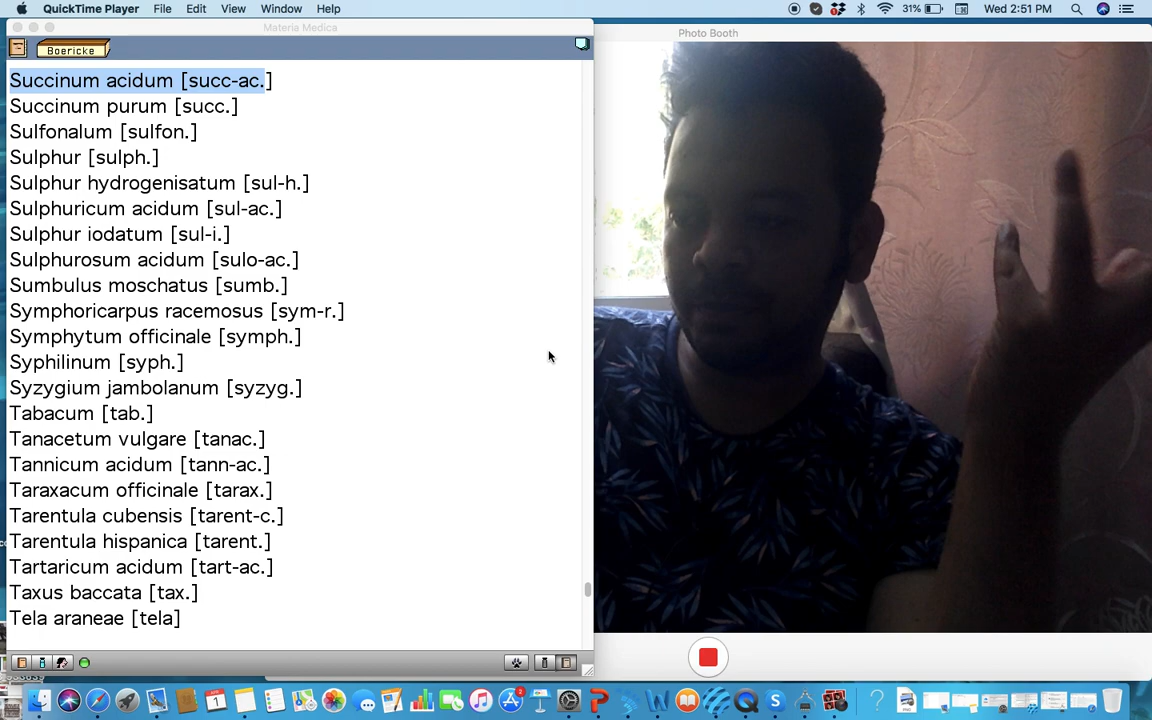 QuickTime Player File Edit View Window Help 31% Wed 2:51 PM
Materia Medica
Photo Booth
Boericke
Succinum acidum [succ-ac.]
Succinum purum [succ.]
Sulfonalum [sulfon.]
Sulphur [sulph.]
Sulphur hydrogenisatum [sul-h.]
Sulphuricum acidum [sul-ac.]
Sulphur iodatum [sul-i.]
Sulphurosum acidum [sulo-ac.]
Sumbulus moschatus [sumb.]
Symphoricarpus racemosus [sym-r.]
Symphytum officinale [symph.]
Syphilinum [syph.]
Syzygium jambolanum [syzyg.]
Tabacum [tab.]
Tanacetum vulgare [tanac.]
Tannicum acidum [tann-ac.]
Taraxacum officinale [tarax.]
Tarentula cubensis [tarent-c.]
Tarentula hispanica [tarent.]
Tartaricum acidum [tart-ac.]
Taxus baccata [tax.]
Tela araneae [tela]